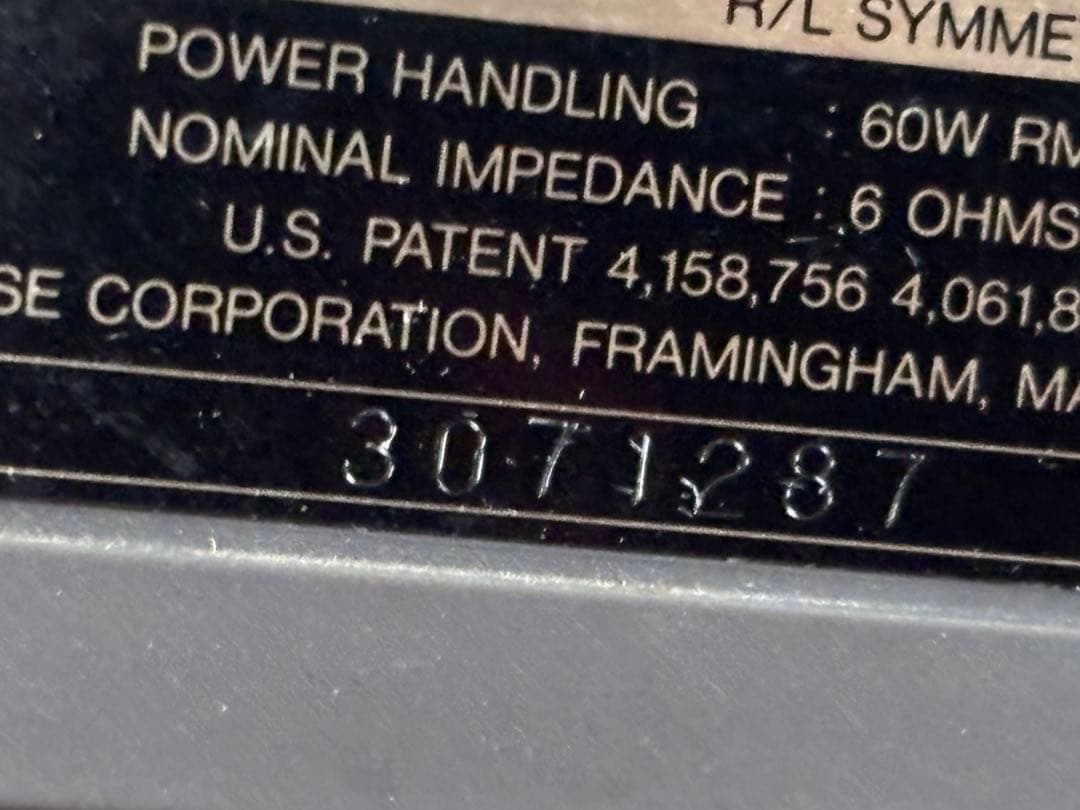 R/L SYMME
POWER HANDLING : 60W RM
NOMINAL IMPEDANCE : 6 OHMS
U.S. PATENT 4,158,756 4,061,8
SE CORPORATION, FRAMINGHAM, MA
3071287